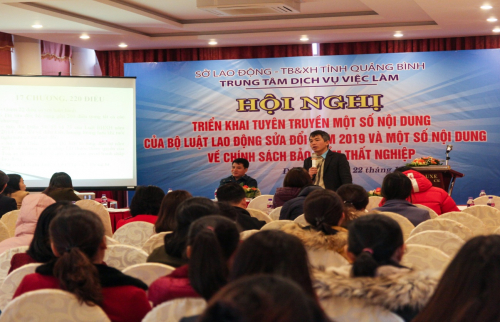 SỞ LAO ĐỘNG - TB&XH TỈNH QUẢNG BÌNH
TRUNG TÂM DỊCH VỤ VIỆC LÀM
HỘI NGHỊ
TRIỂN KHAI TUYÊN TRUYỀN MỘT SỐ NỘI DUNG
CỦA BỘ LUẬT LAO ĐỘNG SỬA ĐỔI 2019 VÀ MỘT SỐ NỘI DUNG
VỀ CHÍNH SÁCH BẢO THẤT NGHIỆP
22 tháng